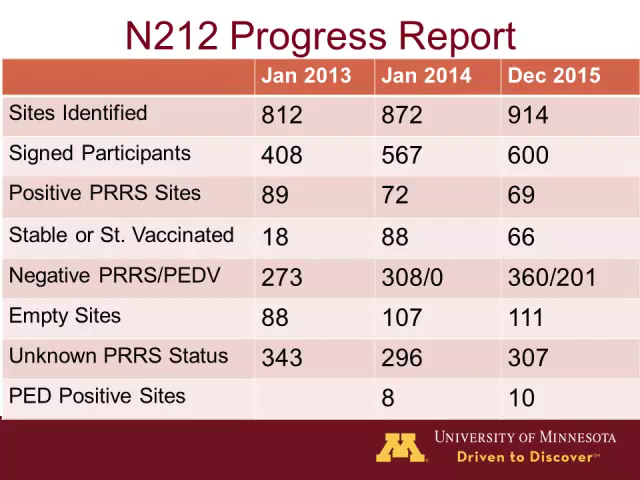 N212 Progress Report
Jan 2013 Jan 2014 Dec 2015
Sites Identified 812 872 914
Signed Participants 408 567 600
Positive PRRS Sites 89 72 69
Stable or St. Vaccinated 18 88 66
Negative PRRS/PEDV 273 308/0 360/201
Empty Sites 88 107 111
Unknown PRRS Status 343 296 307
PED Positive Sites 8 10
M UNIVERSITY OF MINNESOTA
Driven to Discover℠